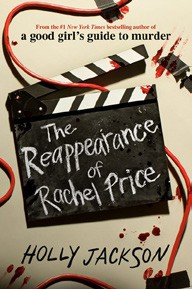 From the #1 New York Times bestselling author of
a good girl's guide to murder
The
Reappearance
of
Rachel Price
HOLLY JACKSON